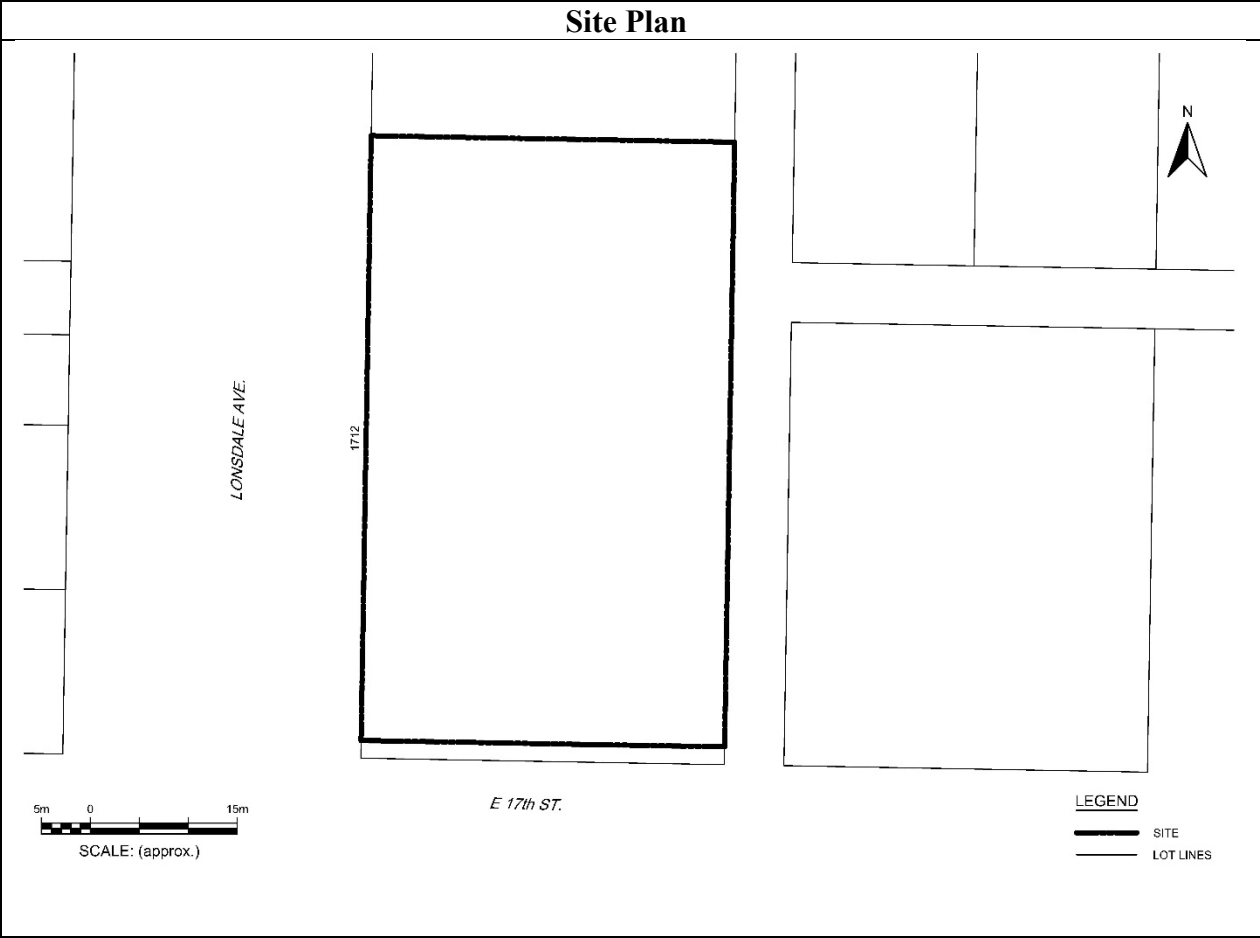 Site Plan
N
LONSDALE AVE.
1712
E 17th ST.
5m 0 15m
SCALE: (approx.)
LEGEND
SITE
LOT LINES